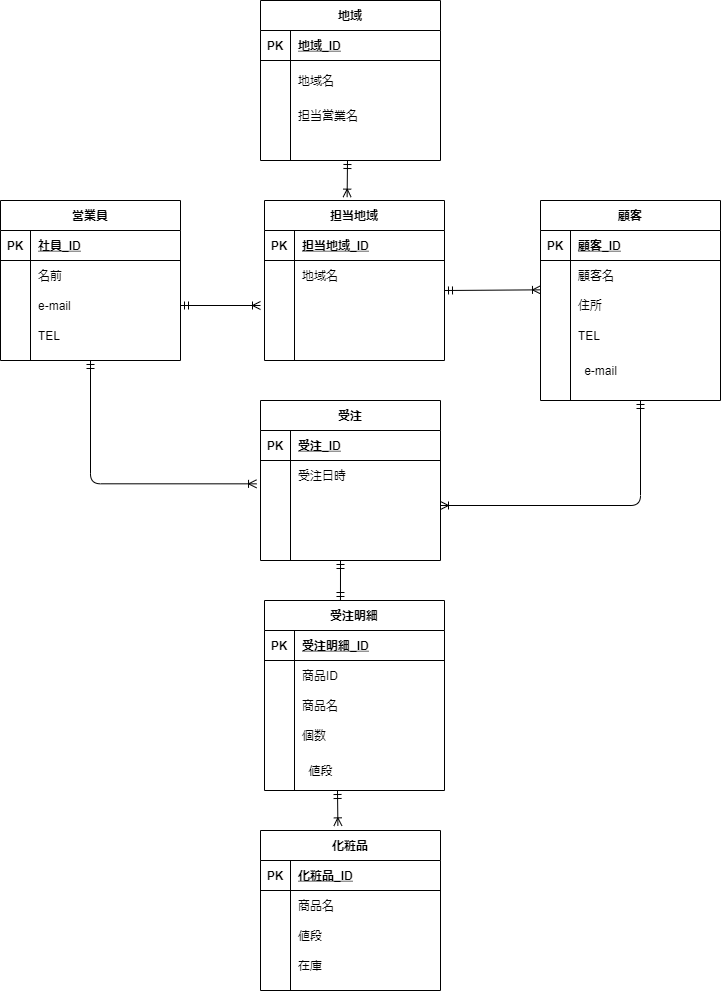 地域
PK 地域_ID
地域名
担当営業名
営業員
PK 社員_ID
名前
e-mail
TEL
担当地域
PK 担当地域_ID
地域名
顧客
PK 顧客_ID
顧客名
住所
TEL
e-mail
受注
PK 受注_ID
受注日時
受注明細
PK 受注明細_ID
商品ID
商品名
個数
値段
化粧品
PK 化粧品_ID
商品名
値段
在庫